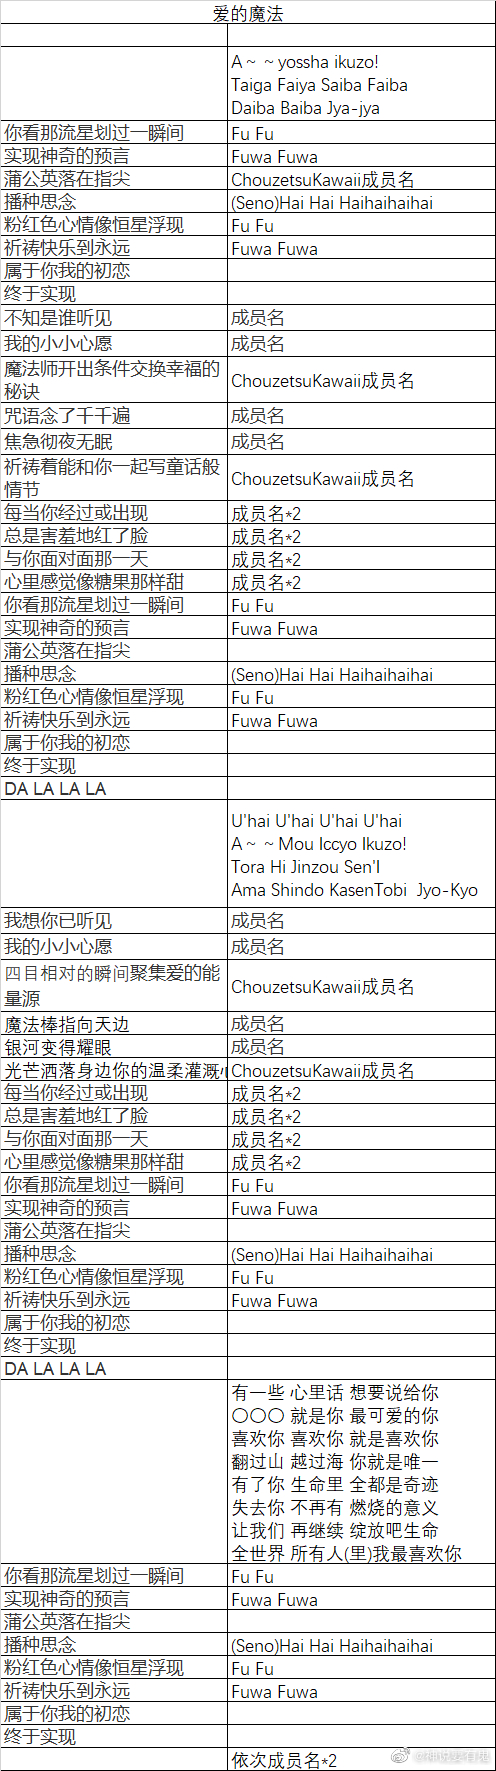 爱的魔法
A～～yossha ikuzo!
Taiga Faiya Saiba Faiba
Daiba Baiba Jya-jya
你看那流星划过一瞬间 Fu Fu
实现神奇的预言 Fuwa Fuwa
蒲公英落在指尖 ChouzetsuKawaii成员名
播种思念 (Seno)Hai Hai Haihaihaihai
粉红色心情像恒星浮现 Fu Fu
祈祷快乐到永远 Fuwa Fuwa
属于你我的初恋
终于实现
不知是谁听见 成员名
我的小小心愿 成员名
魔法师开出条件交换幸福的
秘诀 ChouzetsuKawaii成员名
咒语念了千千遍 成员名
焦急彻夜无眠 成员名
祈祷着能和你一起写童话般
情节 ChouzetsuKawaii成员名
每当你经过或出现 成员名*2
总是害羞地红了脸 成员名*2
与你面对面那一天 成员名*2
心里感觉像糖果那样甜 成员名*2
你看那流星划过一瞬间 Fu Fu
实现神奇的预言 Fuwa Fuwa
蒲公英落在指尖
播种思念 (Seno)Hai Hai Haihaihaihai
粉红色心情像恒星浮现 Fu Fu
祈祷快乐到永远 Fuwa Fuwa
属于你我的初恋
终于实现
DA LA LA LA
U'hai U'hai U'hai U'hai
A～～Mou Iccyo Ikuzo!
Tora Hi Jinzou Sen'I
Ama Shindo KasenTobi Jyo-Kyo
我想你已听见 成员名
我的小小心愿 成员名
四目相对的瞬间聚集爱的能
量源 ChouzetsuKawaii成员名
魔法棒指向天边 成员名
银河变得耀眼 成员名
光芒洒落身边你的温柔灌溉 ChouzetsuKawaii成员名
每当你经过或出现 成员名*2
总是害羞地红了脸 成员名*2
与你面对面那一天 成员名*2
心里感觉像糖果那样甜 成员名*2
你看那流星划过一瞬间 Fu Fu
实现神奇的预言 Fuwa Fuwa
蒲公英落在指尖
播种思念 (Seno)Hai Hai Haihaihaihai
粉红色心情像恒星浮现 Fu Fu
祈祷快乐到永远 Fuwa Fuwa
属于你我的初恋
终于实现
DA LA LA LA
有一些 心里话 想要说给你
〇〇〇 就是你 最可爱的你
喜欢你 喜欢你 就是喜欢你
翻过山 越过海 你就是唯一
有了你 生命里 全都是奇迹
失去你 不再有 燃烧的意义
让我们 再继续 绽放吧生命
全世界 所有人(里)我最喜欢你
你看那流星划过一瞬间 Fu Fu
实现神奇的预言 Fuwa Fuwa
蒲公英落在指尖
播种思念 (Seno)Hai Hai Haihaihaihai
粉红色心情像恒星浮现 Fu Fu
祈祷快乐到永远 Fuwa Fuwa
属于你我的初恋
终于实现
依次成员名*2